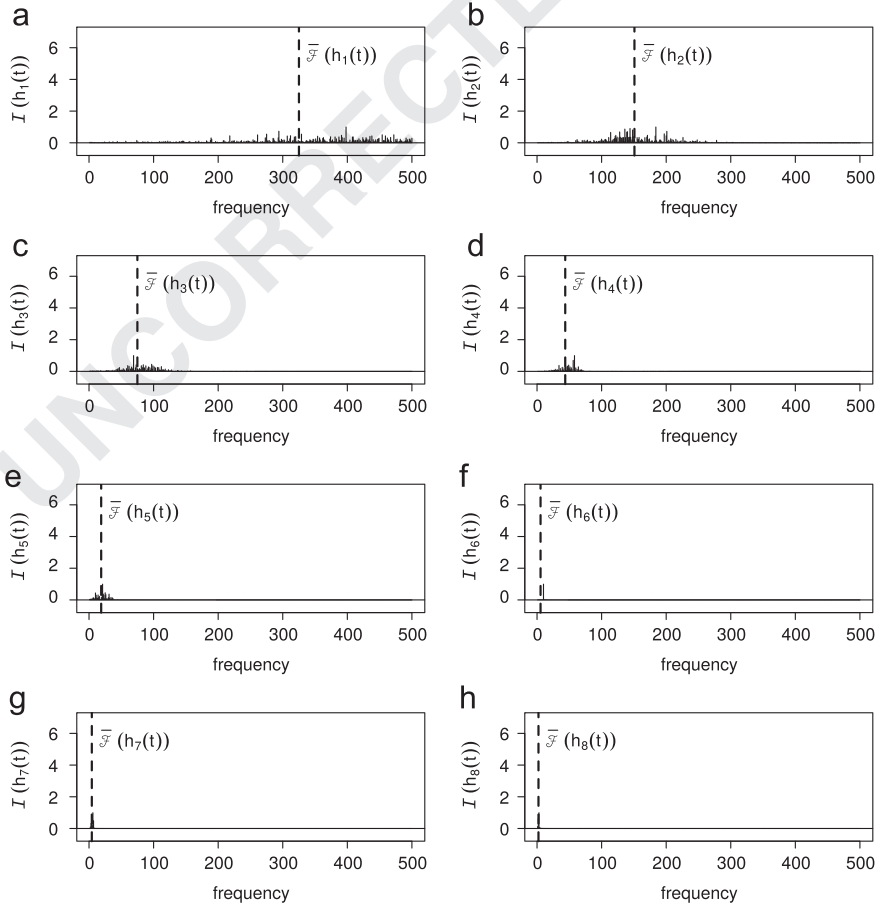 a
I (h1(t))
6
4
2
0
F̅ (h1(t))
0 100 200 300 400 500
frequency
b
I (h2(t))
6
4
2
0
F̅ (h2(t))
0 100 200 300 400 500
frequency
c
I (h3(t))
6
4
2
0
F̅ (h3(t))
0 100 200 300 400 500
frequency
d
I (h4(t))
6
4
2
0
F̅ (h4(t))
0 100 200 300 400 500
frequency
e
I (h5(t))
6
4
2
0
F̅ (h5(t))
0 100 200 300 400 500
frequency
f
I (h6(t))
6
4
2
0
F̅ (h6(t))
0 100 200 300 400 500
frequency
g
I (h7(t))
6
4
2
0
F̅ (h7(t))
0 100 200 300 400 500
frequency
h
I (h8(t))
6
4
2
0
F̅ (h8(t))
0 100 200 300 400 500
frequency
UNCORRECTE